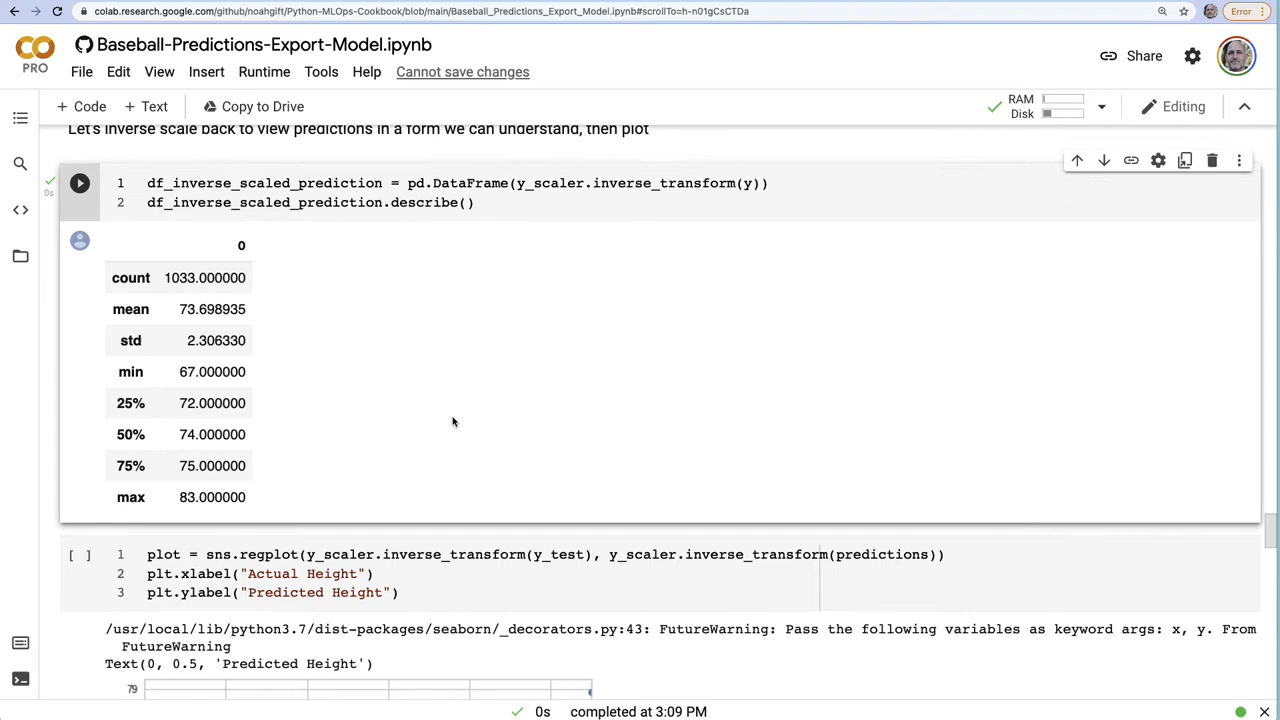 colab.research.google.com/github/noahgift/Python-MLOps-Cookbook/blob/main/Baseball_Predictions_Export_Model.ipynb#scrollTo=h-n01gCsCTDa
Error
PRO
Baseball-Predictions-Export-Model.ipynb
File Edit View Insert Runtime Tools Help Cannot save changes
Share
+ Code + Text Copy to Drive
RAM
Disk
Editing
Let's inverse scale back to view predictions in a form we can understand, then plot
0s
1 df_inverse_scaled_prediction = pd.DataFrame(y_scaler.inverse_transform(y))
2 df_inverse_scaled_prediction.describe()
0
count 1033.000000
mean 73.698935
std 2.306330
min 67.000000
25% 72.000000
50% 74.000000
75% 75.000000
max 83.000000
[ ] 1 plot = sns.regplot(y_scaler.inverse_transform(y_test), y_scaler.inverse_transform(predictions))
2 plt.xlabel("Actual Height")
3 plt.ylabel("Predicted Height")
/usr/local/lib/python3.7/dist-packages/seaborn/_decorators.py:43: FutureWarning: Pass the following variables as keyword args: x, y. From
FutureWarning
Text(0, 0.5, 'Predicted Height')
79
0s completed at 3:09 PM